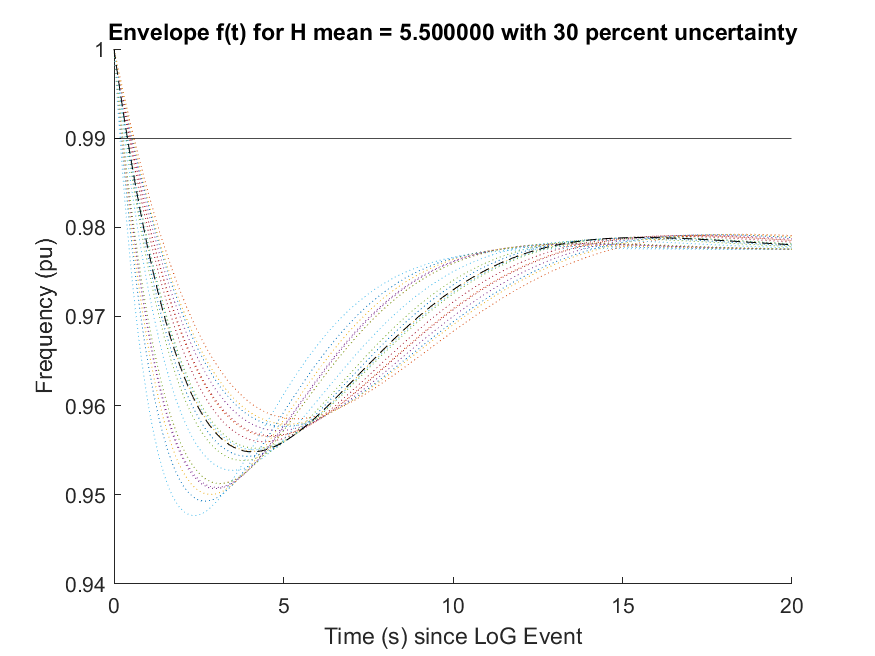 Envelope f(t) for H mean = 5.500000 with 30 percent uncertainty
1
0.99
0.98
0.97
0.96
0.95
0.94
Frequency (pu)
0 5 10 15 20
Time (s) since LoG Event